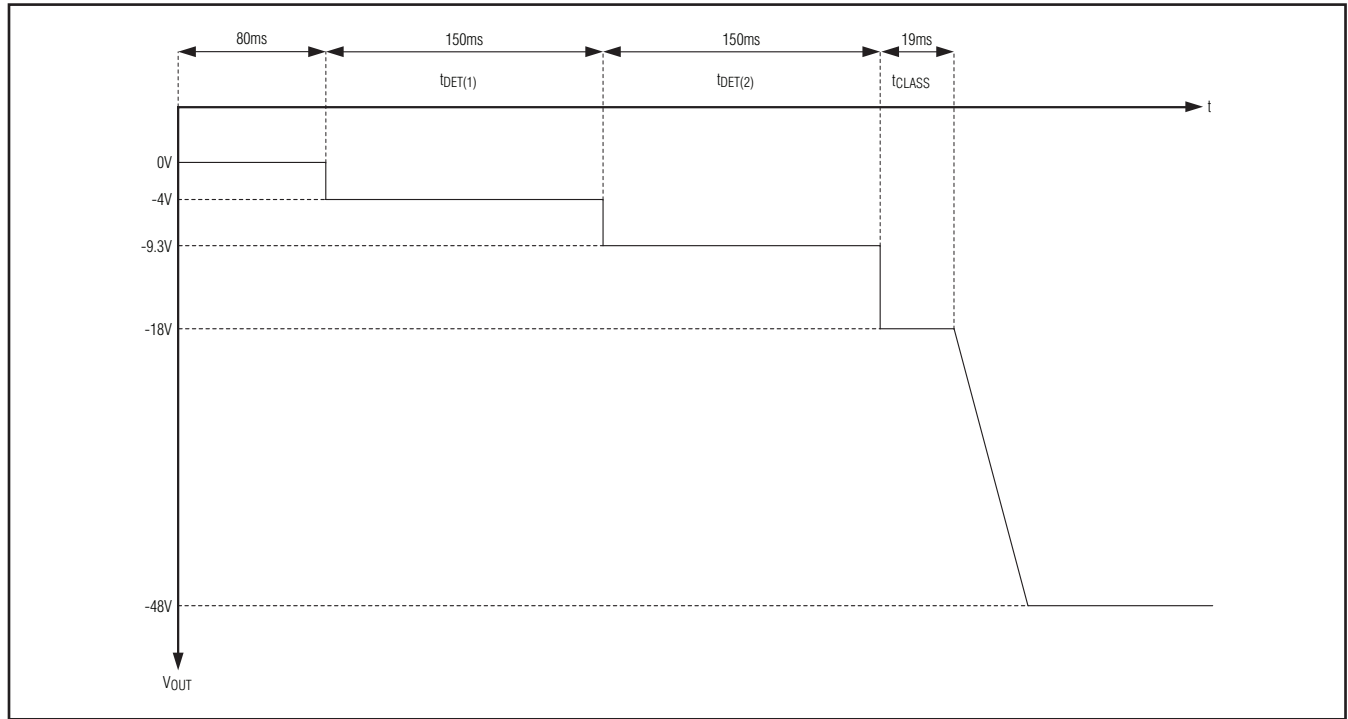 80ms 150ms 150ms 19ms
tDET(1) tDET(2) tCLASS
t
0V
-4V
-9.3V
-18V
-48V
VOUT